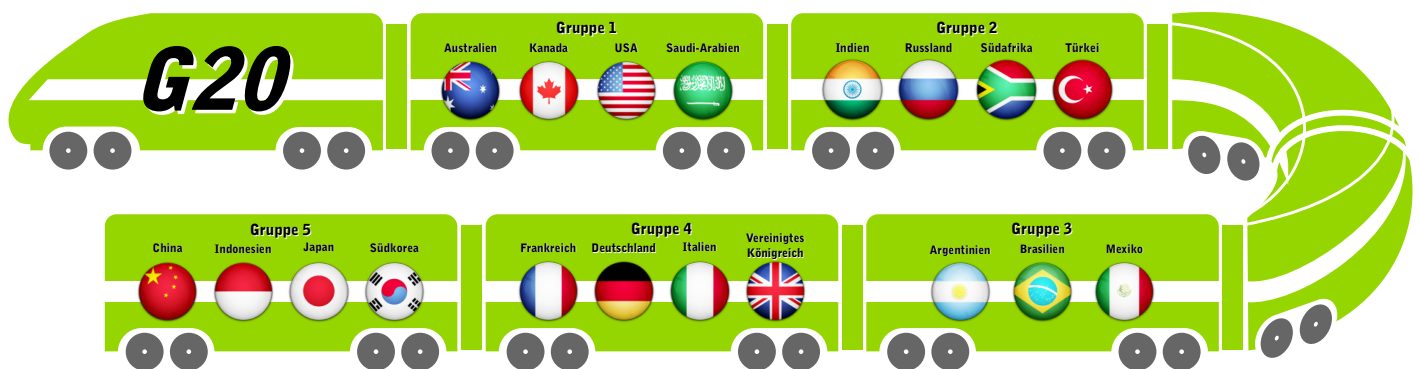 G20
Gruppe 1
Australien Kanada USA Saudi-Arabien
Gruppe 2
Indien Russland Südafrika Türkei
Gruppe 3
Argentinien Brasilien Mexiko
Gruppe 4
Frankreich Deutschland Italien Vereinigtes
Königreich
Gruppe 5
China Indonesien Japan Südkorea